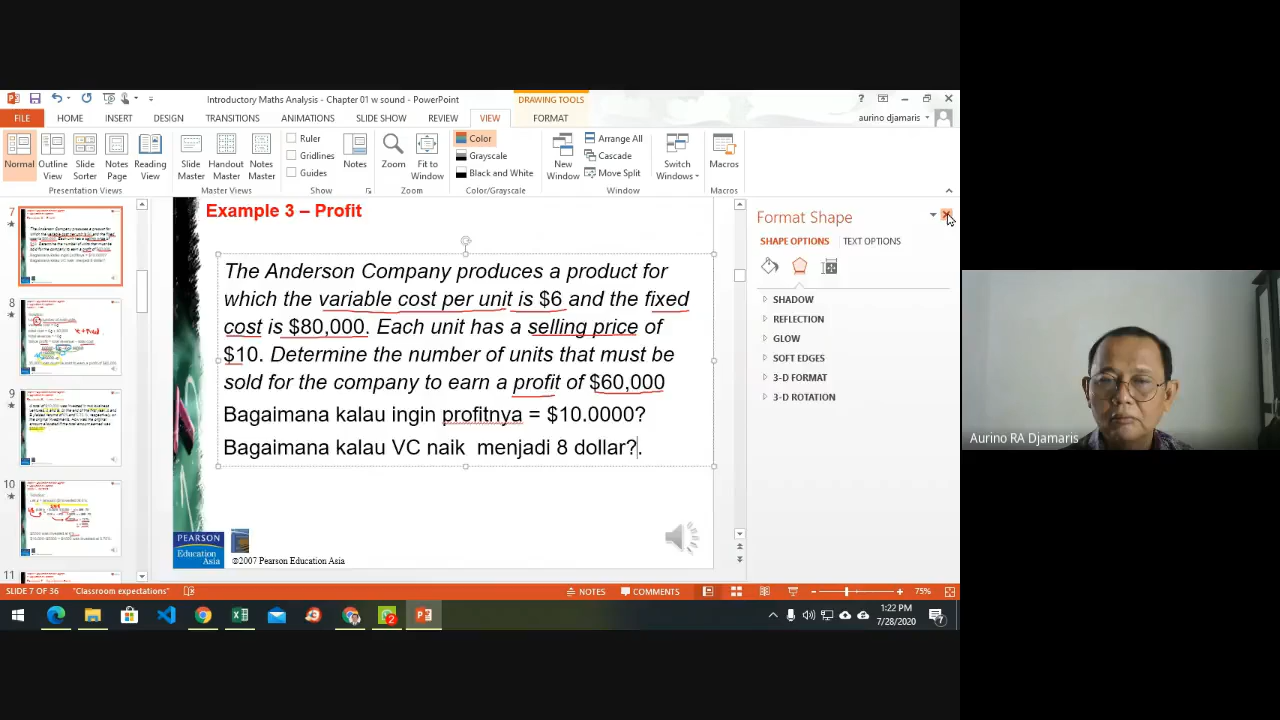 Introductory Maths Analysis - Chapter 01 w sound - PowerPoint
DRAWING TOOLS
FILE HOME INSERT DESIGN TRANSITIONS ANIMATIONS SLIDE SHOW REVIEW VIEW FORMAT
aurino djamaris
Normal
Outline View
Slide Sorter
Notes Page
Reading View
Presentation Views
Slide Master
Handout Master
Notes Master
Master Views
Ruler
Gridlines
Guides
Show
Notes
Zoom
Fit to Window
Zoom
Color
Grayscale
Black and White
Color/Grayscale
New Window
Arrange All
Cascade
Move Split
Window
Switch Windows
Macros
Macros
7
8
9
10
11
Example 3 – Profit
The Anderson Company produces a product for
which the variable cost per unit is $6 and the fixed
cost is $80,000. Each unit has a selling price of
$10. Determine the number of units that must be
sold for the company to earn a profit of $60,000
Bagaimana kalau ingin profitnya = $10.0000?
Bagaimana kalau VC naik menjadi 8 dollar?.
PEARSON
Education
Asia
©2007 Pearson Education Asia
Format Shape
SHAPE OPTIONS TEXT OPTIONS
SHADOW
REFLECTION
GLOW
SOFT EDGES
3-D FORMAT
3-D ROTATION
Aurino RA Djamaris
SLIDE 7 OF 36 "Classroom expectations" NOTES COMMENTS 75%
1:22 PM
7/28/2020